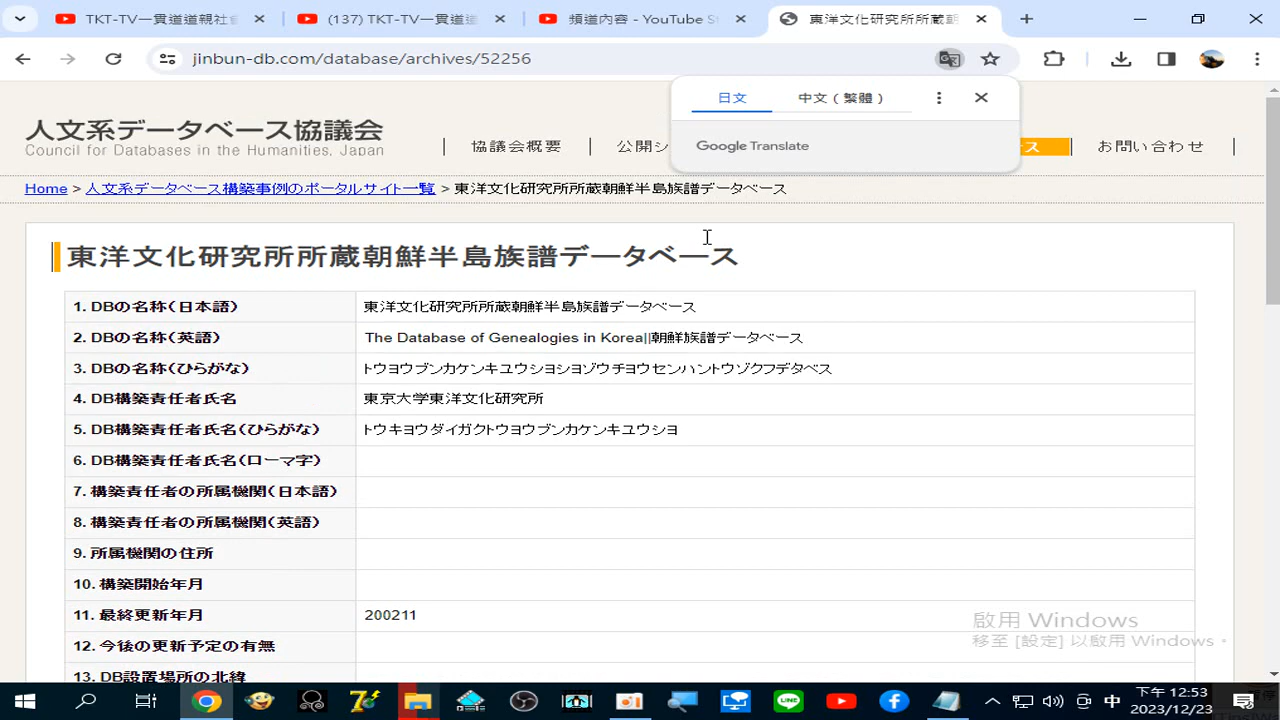 TKT-TV一貫道道親社會
(137) TKT-TV一貫道道
頻道內容 - YouTube St
東洋文化研究所所蔵朝鮮
jinbun-db.com/database/archives/52256
日文 中文（繁體）
Google Translate
人文系データベース協議会
Council for Databases in the Humanities, Japan
協議会概要 公開シ ス お問い合わせ
Home > 人文系データベース構築事例のポータルサイト一覧 > 東洋文化研究所所蔵朝鮮半島族譜データベース
東洋文化研究所所蔵朝鮮半島族譜データベース
1. DBの名称(日本語) 東洋文化研究所所蔵朝鮮半島族譜データベース
2. DBの名称(英語) The Database of Genealogies in Korea||朝鮮族譜データベース
3. DBの名称(ひらがな) トウヨウブンカケンキユウシヨシヨゾウチヨウセンハントウゾクフデタベス
4. DB構築責任者氏名 東京大学東洋文化研究所
5. DB構築責任者氏名(ひらがな) トウキヨウダイガクトウヨウブンカケンキユウシヨ
6. DB構築責任者氏名(ローマ字)
7. 構築責任者の所属機関(日本語)
8. 構築責任者の所属機関(英語)
9. 所属機関の住所
10. 構築開始年月
11. 最終更新年月 200211
12. 今後の更新予定の有無
13. DB設置場所の北緯
啟用 Windows
移至 [設定] 以啟用 Windows。
中
下午 12:53
2023/12/23